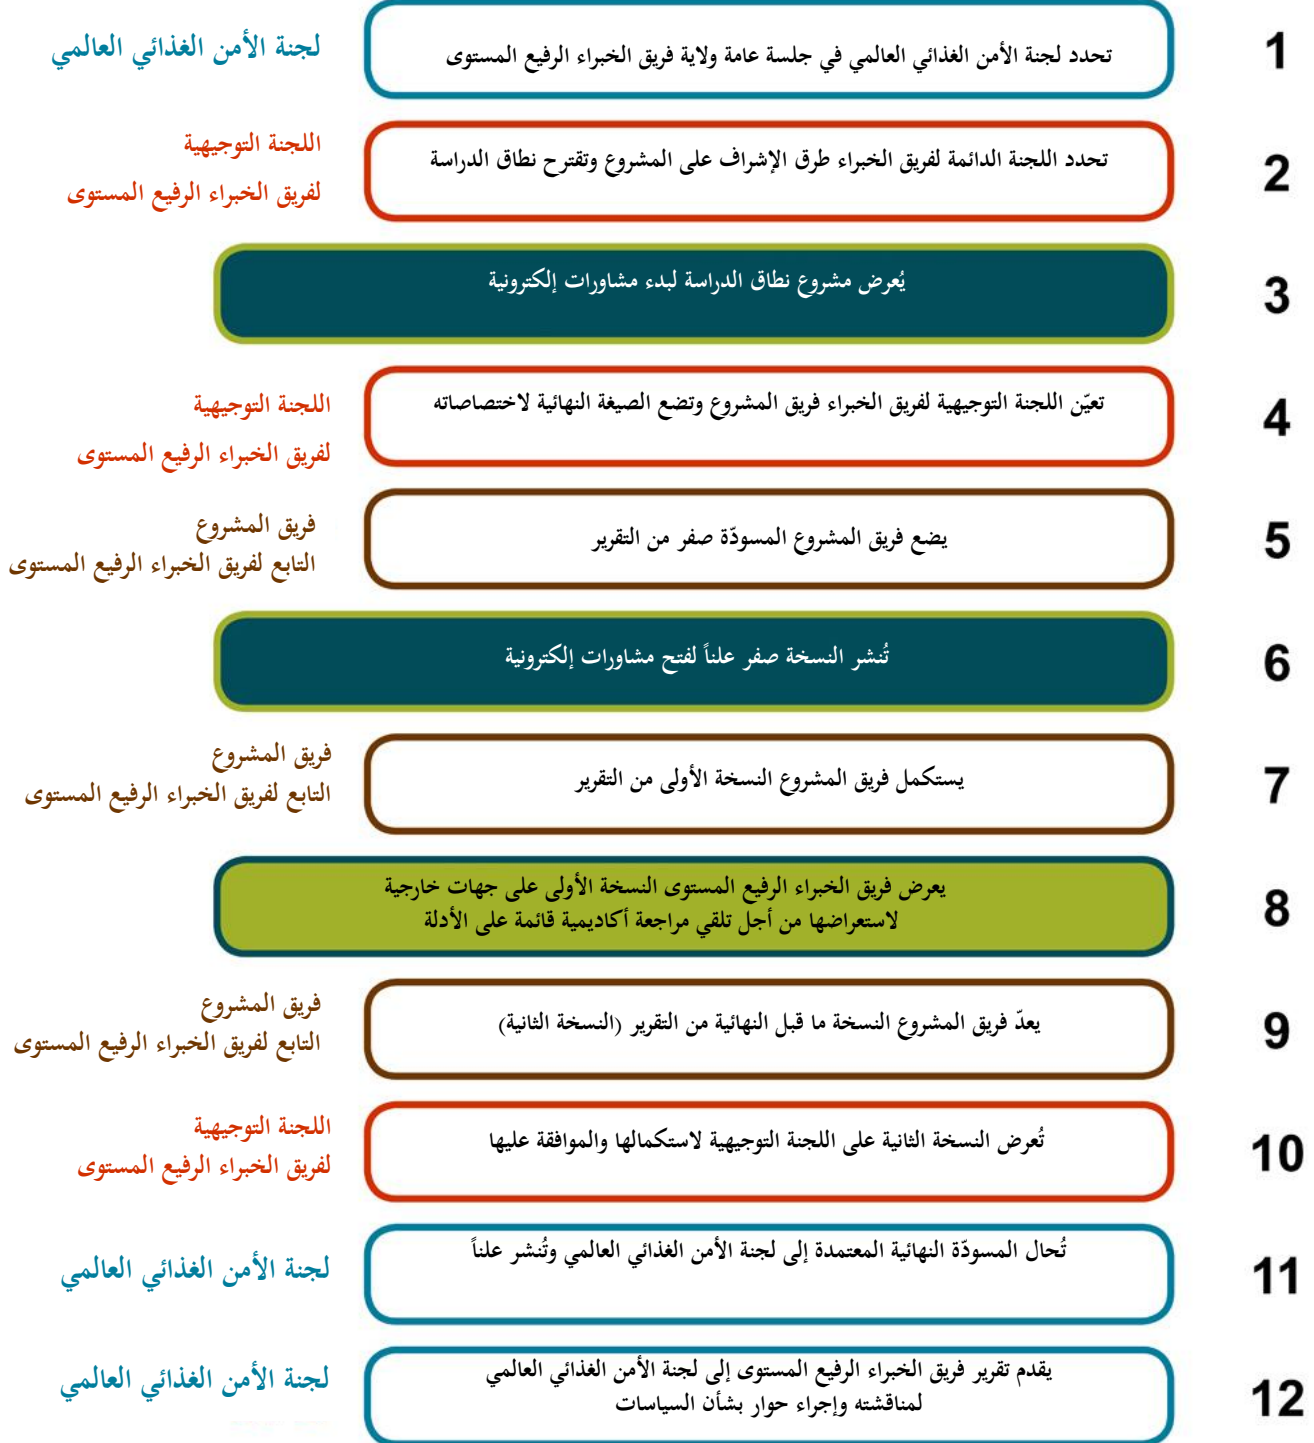 1
تحدد لجنة الأمن الغذائي العالمي في جلسة عامة ولاية فريق الخبراء الرفيع المستوى
لجنة الأمن الغذائي العالمي
2
تحدد اللجنة الدائمة لفريق الخبراء طرق الإشراف على المشروع وتقترح نطاق الدراسة
اللجنة التوجيهية
لفريق الخبراء الرفيع المستوى
3
يُعرض مشروع نطاق الدراسة لبدء مشاورات إلكترونية
4
تعيّن اللجنة التوجيهية لفريق الخبراء فريق المشروع وتضع الصيغة النهائية لاختصاصاته
اللجنة التوجيهية
لفريق الخبراء الرفيع المستوى
5
يضع فريق المشروع المسودّة صفر من التقرير
فريق المشروع
التابع لفريق الخبراء الرفيع المستوى
6
تُنشر النسخة صفر علناً لفتح مشاورات إلكترونية
7
يستكمل فريق المشروع النسخة الأولى من التقرير
فريق المشروع
التابع لفريق الخبراء الرفيع المستوى
8
يعرض فريق الخبراء الرفيع المستوى النسخة الأولى على جهات خارجية
لاستعراضها من أجل تلقي مراجعة أكاديمية قائمة على الأدلة
9
يعدّ فريق المشروع النسخة ما قبل النهائية من التقرير (النسخة الثانية)
فريق المشروع
التابع لفريق الخبراء الرفيع المستوى
10
تُعرض النسخة الثانية على اللجنة التوجيهية لاستكمالها والموافقة عليها
اللجنة التوجيهية
لفريق الخبراء الرفيع المستوى
11
تُحال المسودّة النهائية المعتمدة إلى لجنة الأمن الغذائي العالمي وتُنشر علناً
لجنة الأمن الغذائي العالمي
12
يقدم تقرير فريق الخبراء الرفيع المستوى إلى لجنة الأمن الغذائي العالمي
لمناقشته وإجراء حوار بشأن السياسات
لجنة الأمن الغذائي العالمي